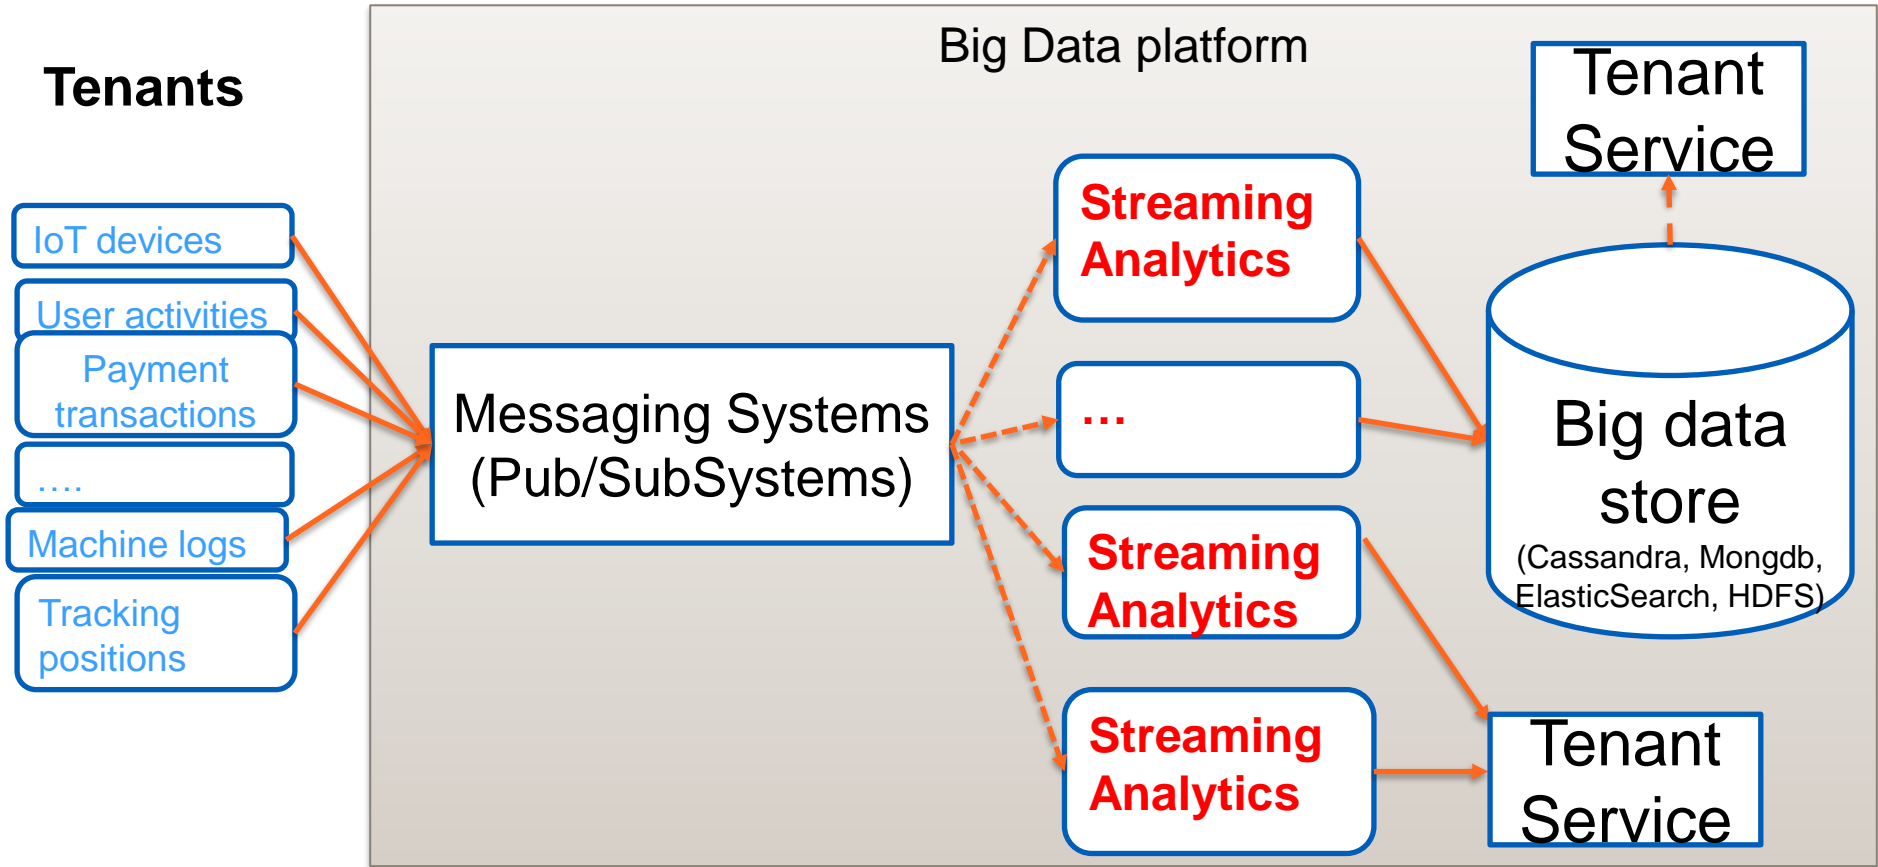 Big Data platform
Tenants
IoT devices
User activities
Payment
transactions
....
Machine logs
Tracking
positions
Messaging Systems
(Pub/SubSystems)
Streaming
Analytics
...
Streaming
Analytics
Streaming
Analytics
Tenant
Service
Big data
store
(Cassandra, Mongdb,
ElasticSearch, HDFS)
Tenant
Service